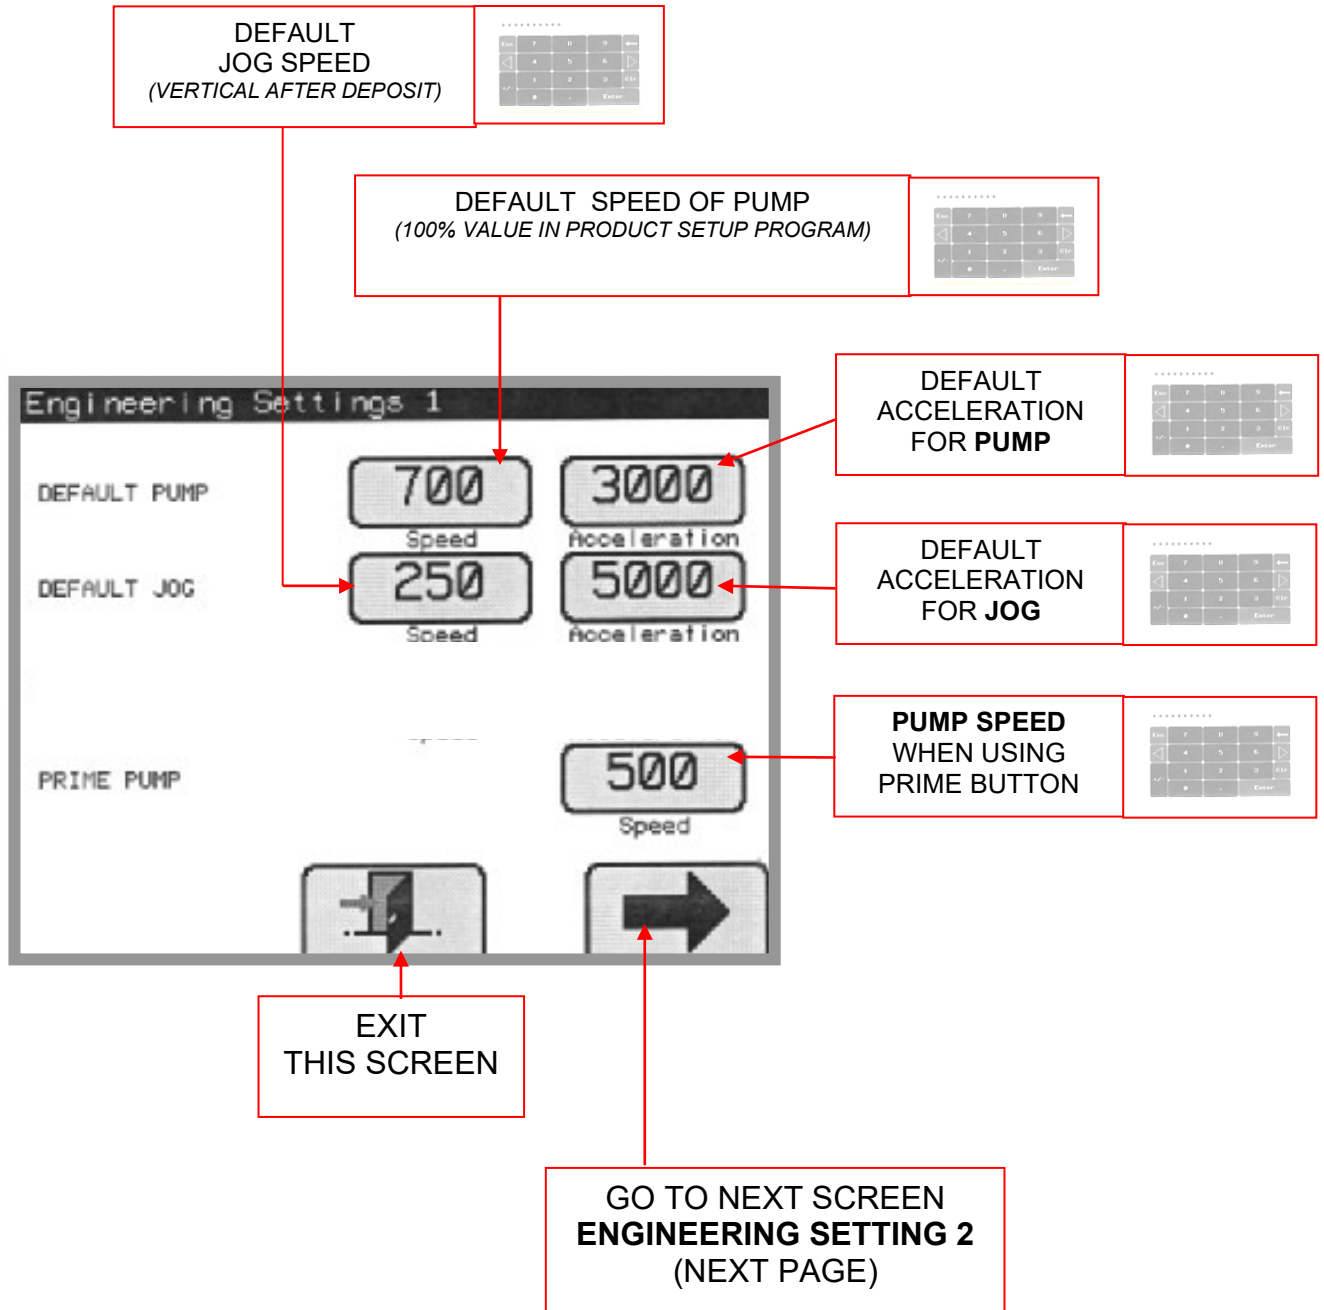 DEFAULT
JOG SPEED
(VERTICAL AFTER DEPOSIT)
DEFAULT SPEED OF PUMP
(100% VALUE IN PRODUCT SETUP PROGRAM)
DEFAULT
ACCELERATION
FOR PUMP
Engineering Settings 1
DEFAULT PUMP
700
Speed
3000
Acceleration
DEFAULT JOG
250
Speed
5000
Acceleration
DEFAULT
ACCELERATION
FOR JOG
PRIME PUMP
500
Speed
PUMP SPEED
WHEN USING
PRIME BUTTON
EXIT
THIS SCREEN
GO TO NEXT SCREEN
ENGINEERING SETTING 2
(NEXT PAGE)